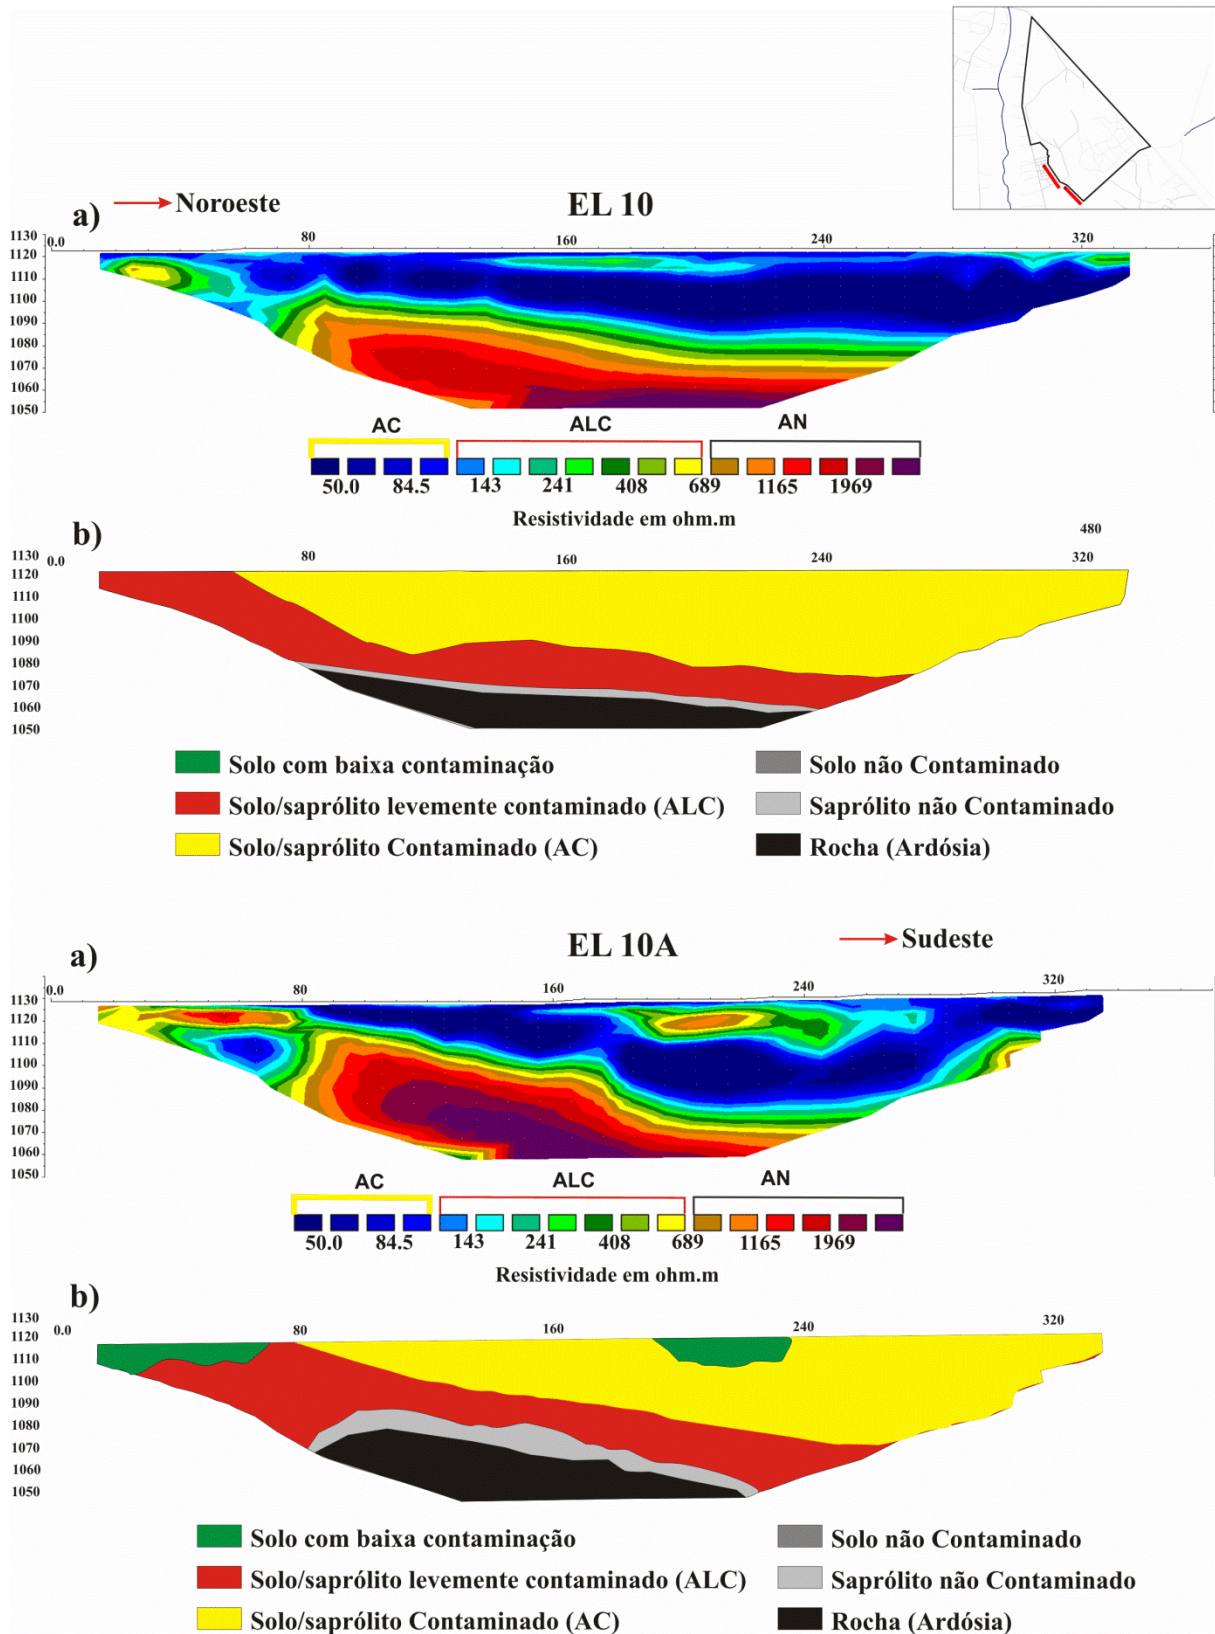 a) Noroeste EL 10
0.0 80 160 240 320
1130
1120
1110
1100
1090
1080
1070
1060
1050
AC ALC AN
50.0 84.5 143 241 408 689 1165 1969
Resistividade em ohm.m
b)
480
0.0 80 160 240 320
1130
1120
1110
1100
1090
1080
1070
1060
1050
Solo com baixa contaminação
Solo/saprólito levemente contaminado (ALC)
Solo/saprólito Contaminado (AC)
Solo não Contaminado
Saprólito não Contaminado
Rocha (Ardósia)
a) EL 10A Sudeste
0.0 80 160 240 320
1130
1120
1110
1100
1090
1080
1070
1060
1050
AC ALC AN
50.0 84.5 143 241 408 689 1165 1969
Resistividade em ohm.m
b)
0.0 80 160 240 320
1130
1120
1110
1100
1090
1080
1070
1060
1050
Solo com baixa contaminação
Solo/saprólito levemente contaminado (ALC)
Solo/saprólito Contaminado (AC)
Solo não Contaminado
Saprólito não Contaminado
Rocha (Ardósia)